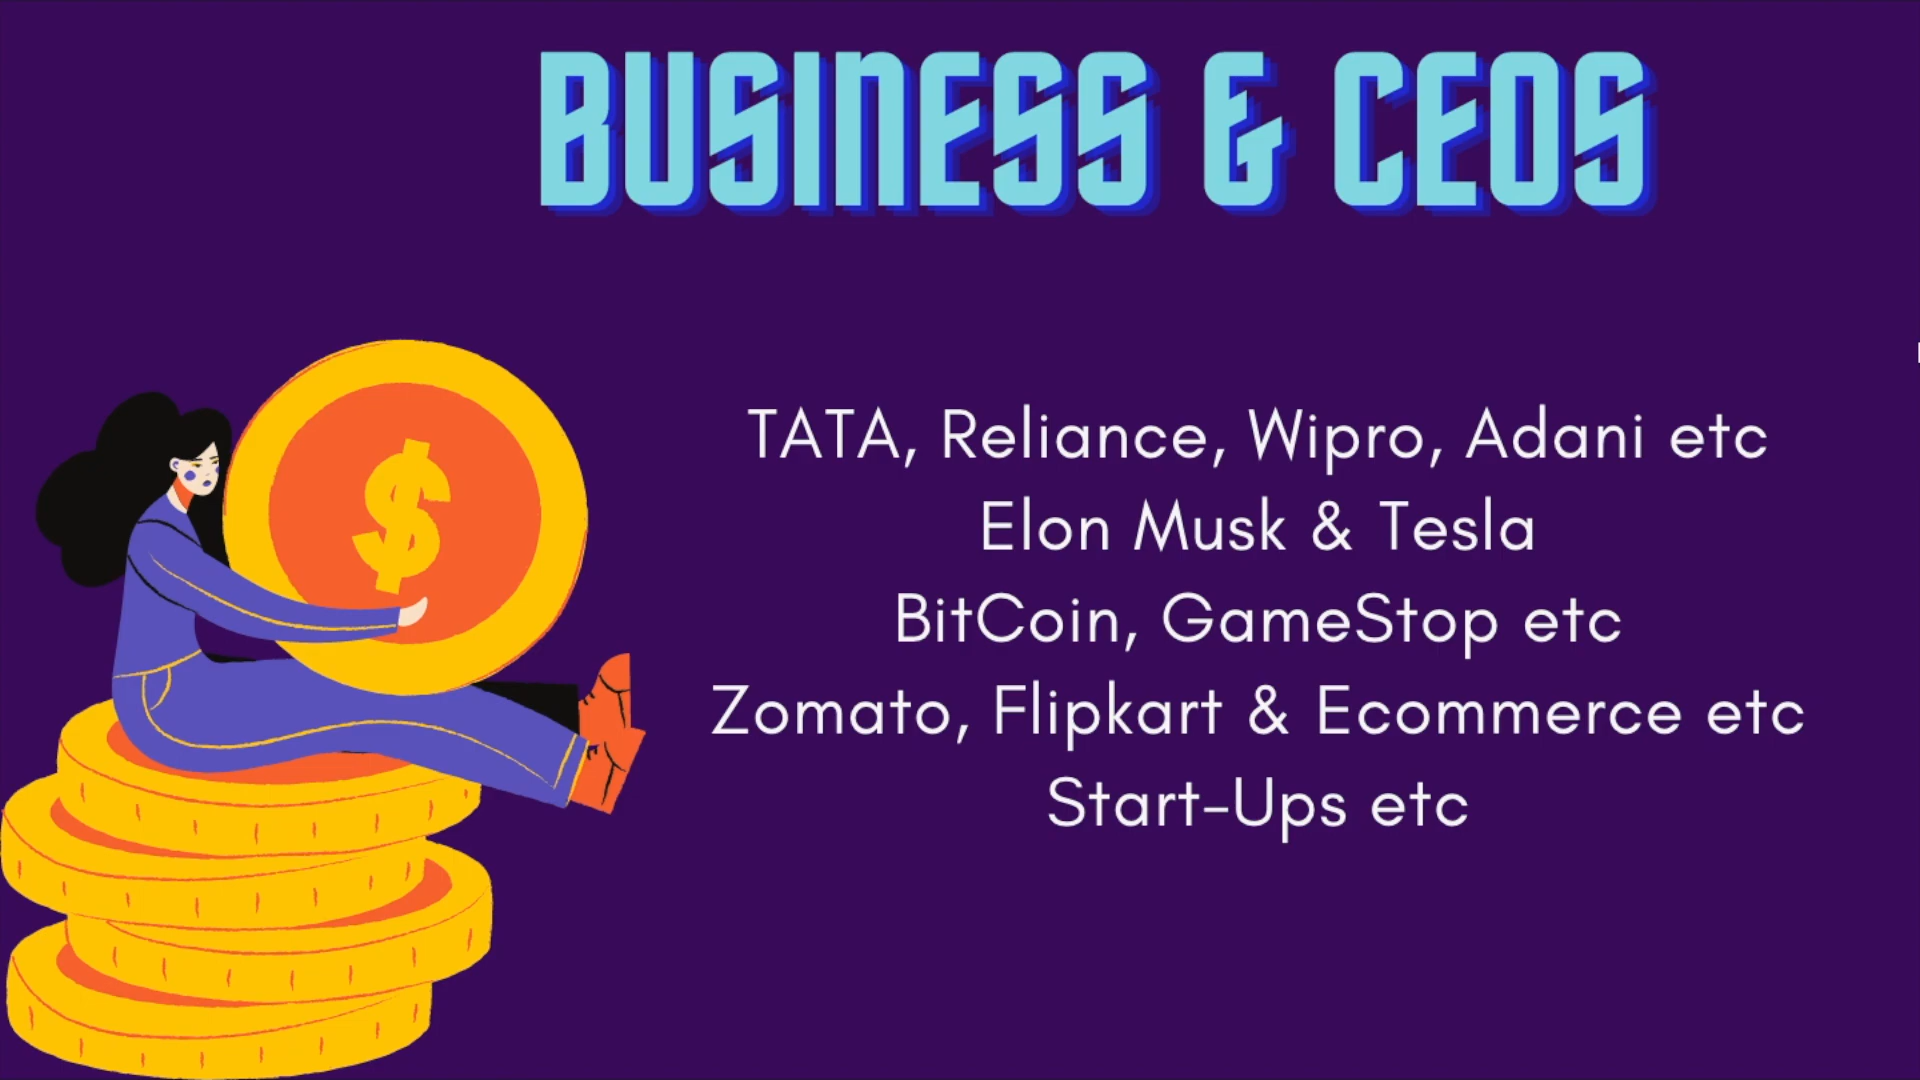 BUSINESS & CEOS
TATA, Reliance, Wipro, Adani etc
Elon Musk & Tesla
BitCoin, GameStop etc
Zomato, Flipkart & Ecommerce etc
Start-Ups etc
$